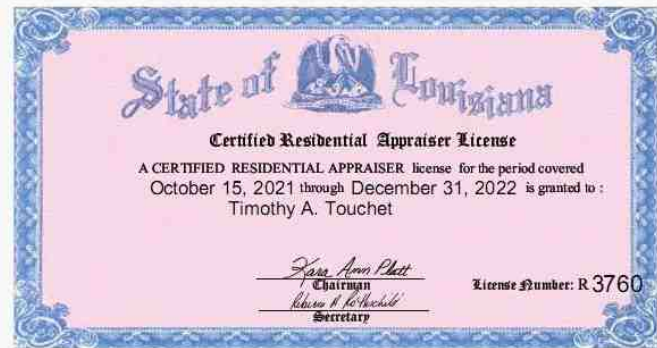 State of Louisiana
Certified Residential Appraiser License
A CERTIFIED RESIDENTIAL APPRAISER license for the period covered
October 15, 2021 through December 31, 2022 is granted to :
Timothy A. Touchet
Kara Ann Platt
Chairman
License Number: R 3760
Secretary